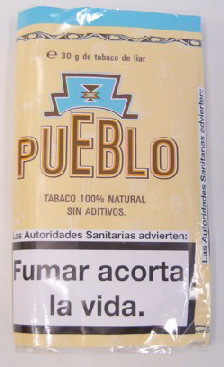 ℮ 30 g de tabaco de liar
PUEBLO
TABACO 100% NATURAL
SIN ADITIVOS.
Las Autoridades Sanitarias advierten:
Fumar acorta
la vida.
Las Autoridades Sanitarias advierten: